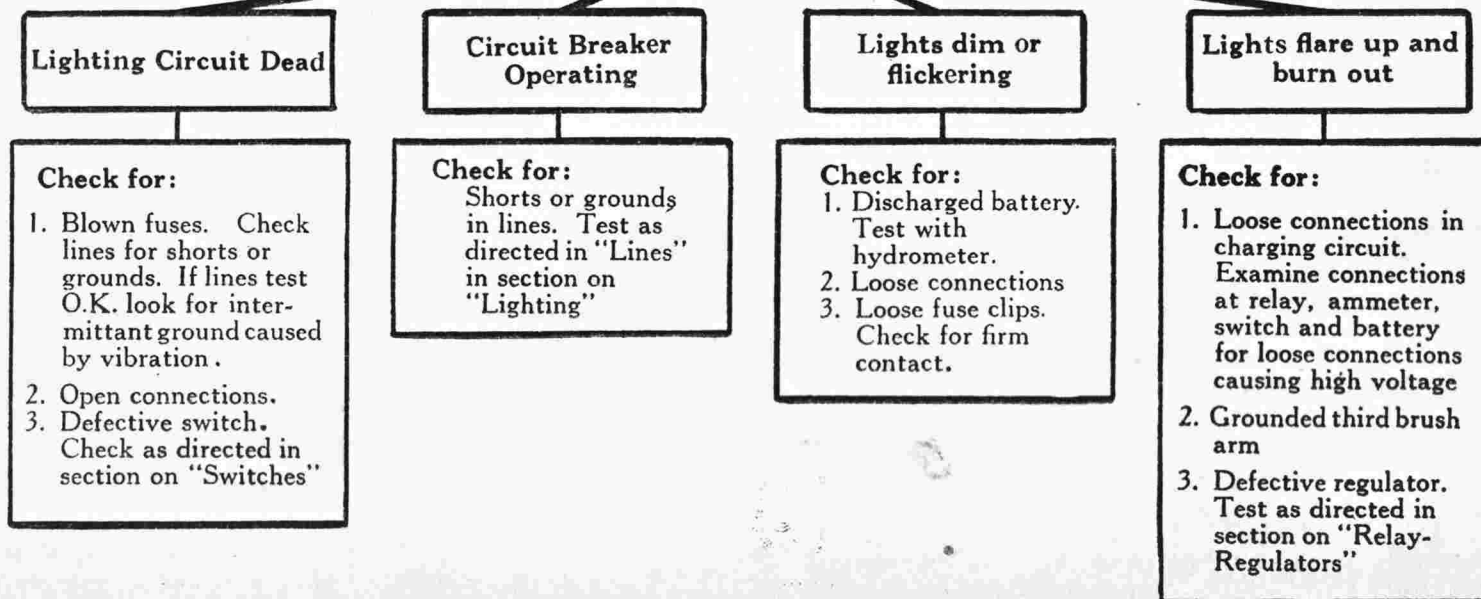 Lighting Circuit Dead
Check for:
1. Blown fuses. Check
lines for shorts or
grounds. If lines test
O.K. look for inter-
mittant ground caused
by vibration.
2. Open connections.
3. Defective switch.
Check as directed in
section on "Switches"
Circuit Breaker
Operating
Check for:
Shorts or grounds
in lines. Test as
directed in "Lines"
in section on
"Lighting"
Lights dim or
flickering
Check for:
1. Discharged battery.
Test with
hydrometer.
2. Loose connections
3. Loose fuse clips.
Check for firm
contact.
Lights flare up and
burn out
Check for:
1. Loose connections in
charging circuit.
Examine connections
at relay, ammeter,
switch and battery
for loose connections
causing high voltage
2. Grounded third brush
arm
3. Defective regulator.
Test as directed in
section on "Relay-
Regulators"